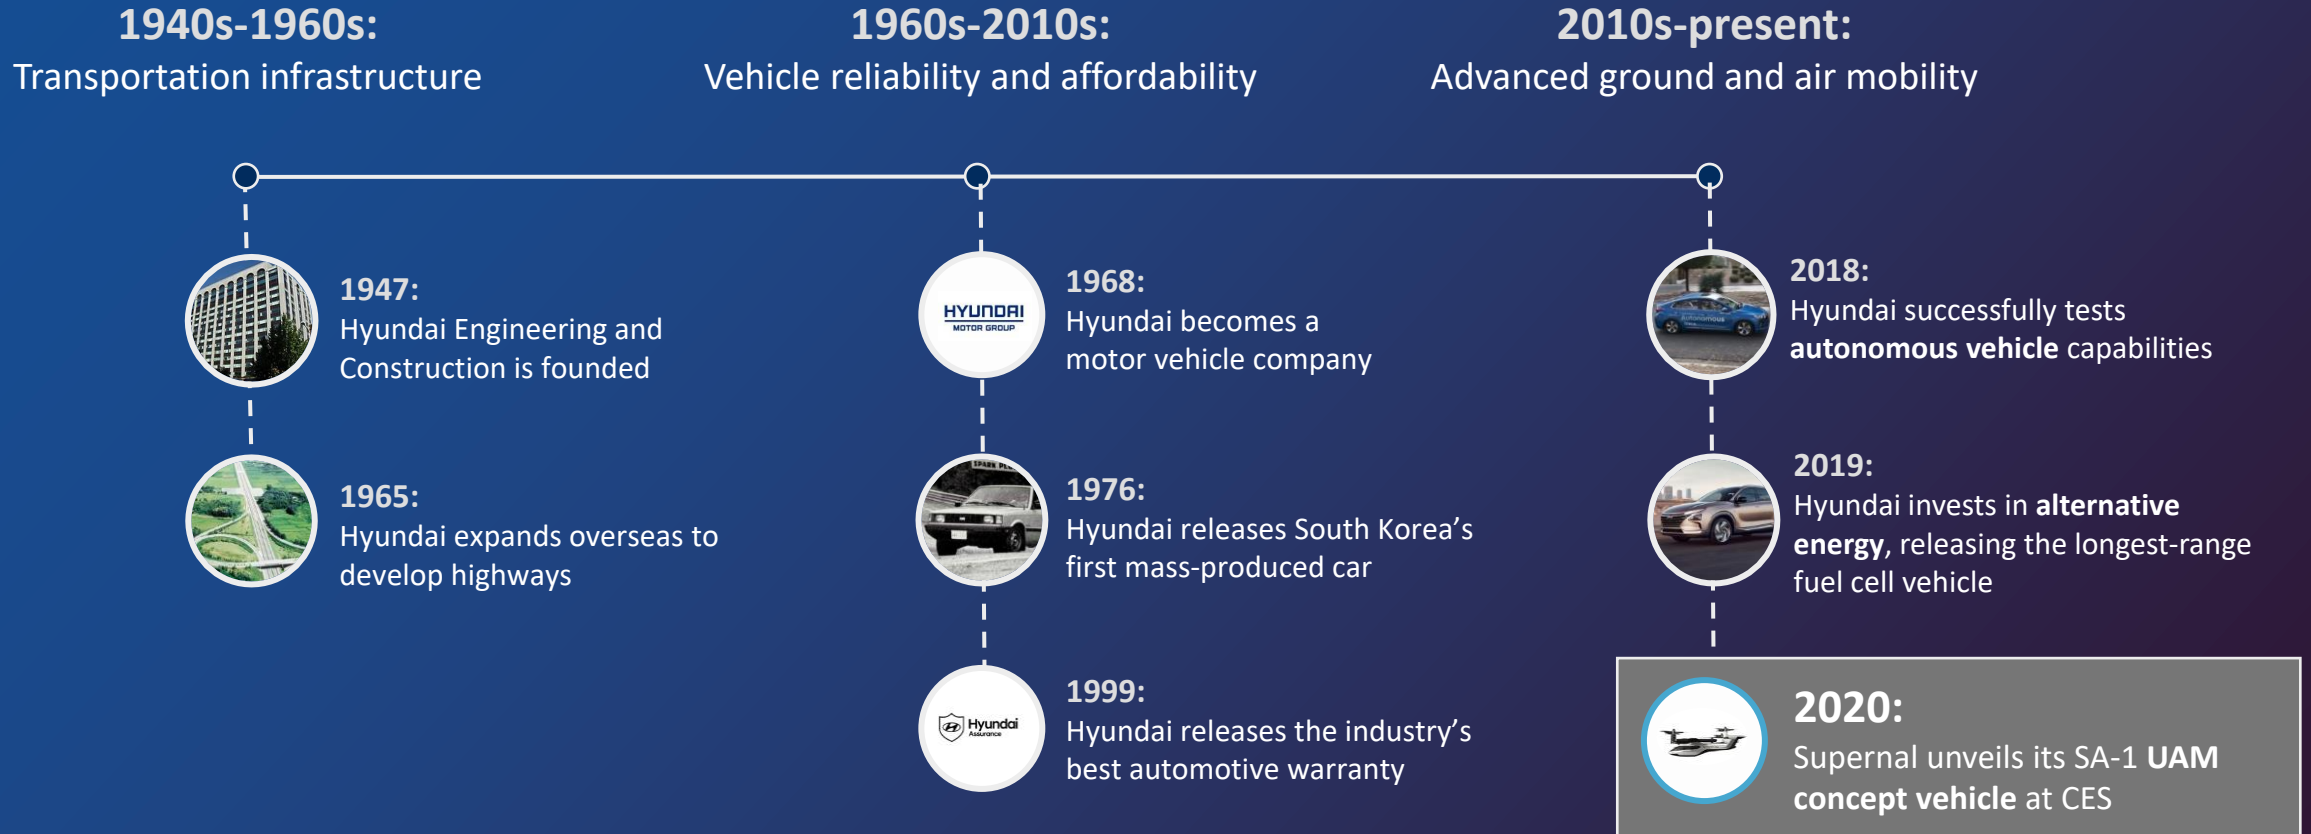 1940s-1960s:
Transportation infrastructure
1947:
Hyundai Engineering and
Construction is founded
1965:
Hyundai expands overseas to
develop highways
1960s-2010s:
Vehicle reliability and affordability
HYUNDAI
MOTOR GROUP
1968:
Hyundai becomes a
motor vehicle company
SPARK PL
1976:
Hyundai releases South Korea’s
first mass-produced car
Hyundai
Assurance
1999:
Hyundai releases the industry’s
best automotive warranty
2010s-present:
Advanced ground and air mobility
Autonomous
2018:
Hyundai successfully tests
autonomous vehicle capabilities
2019:
Hyundai invests in alternative
energy, releasing the longest-range
fuel cell vehicle
2020:
Supernal unveils its SA-1 UAM
concept vehicle at CES